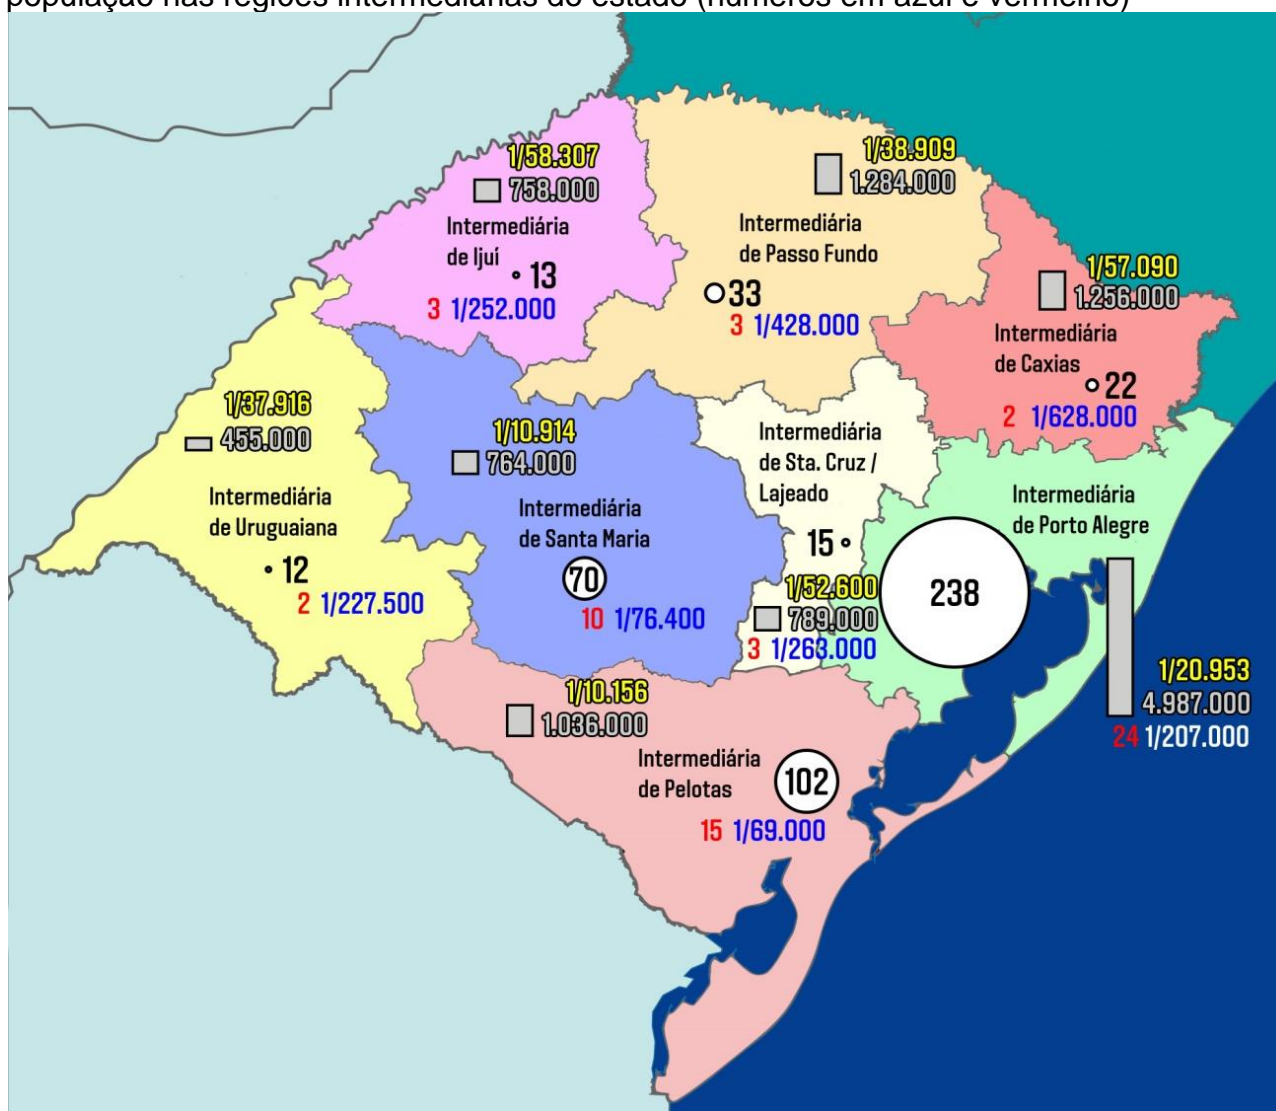 população nas regiões intermediárias do estado (números em azul e vermelho)
1/58.307
758.000
Intermediária
de Ijuí
13
3 1/252.000
1/38.909
1.284.000
Intermediária
de Passo Fundo
33
3 1/428.000
1/57.090
1.256.000
Intermediária
de Caxias
22
2 1/628.000
1/37.916
455.000
Intermediária
de Uruguaiana
12
2 1/227.500
1/10.914
764.000
Intermediária
de Santa Maria
70
10 1/76.400
Intermediária
de Sta. Cruz /
Lajeado
15
1/52.600
789.000
3 1/263.000
Intermediária
de Porto Alegre
238
1/20.953
4.987.000
24 1/207.000
1/10.156
1.036.000
Intermediária
de Pelotas
102
15 1/69.000